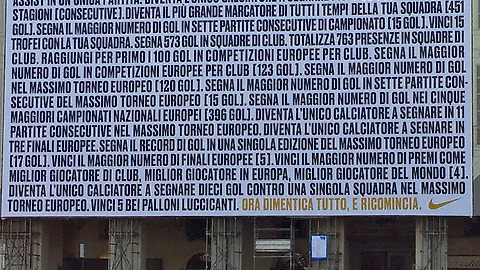 ASSIST IN UN'UNICA PARTITA. DIVENTA L'UNICO
STAGIONI [CONSECUTIVE]. DIVENTA IL PIÙ GRANDE MARCATORE DI TUTTI I TEMPI DELLA TUA SQUADRA [451
GOL]. SEGNA IL MAGGIOR NUMERO DI GOL IN SETTE PARTITE CONSECUTIVE DI CAMPIONATO [15 GOL]. VINCI 15
TROFEI CON LA TUA SQUADRA. SEGNA 573 GOL IN SQUADRE DI CLUB. TOTALIZZA 763 PRESENZE IN SQUADRE DI
CLUB. RAGGIUNGI PER PRIMO I 100 GOL IN COMPETIZIONI EUROPEE PER CLUB. SEGNA IL MAGGIOR
NUMERO DI GOL IN COMPETIZIONI EUROPEE PER CLUB [123 GOL]. SEGNA IL MAGGIOR NUMERO DI GOL
NEL MASSIMO TORNEO EUROPEO [120 GOL]. SEGNA IL MAGGIOR NUMERO DI GOL IN SETTE PARTITE CON-
SECUTIVE DEL MASSIMO TORNEO EUROPEO [15 GOL]. SEGNA IL MAGGIOR NUMERO DI GOL NEI CINQUE
MAGGIORI CAMPIONATI NAZIONALI EUROPEI [396 GOL]. DIVENTA L'UNICO CALCIATORE A SEGNARE IN 11
PARTITE CONSECUTIVE NEL MASSIMO TORNEO EUROPEO. DIVENTA L'UNICO CALCIATORE A SEGNARE IN
TRE FINALI EUROPEE. SEGNA IL RECORD DI GOL IN UNA SINGOLA EDIZIONE DEL MASSIMO TORNEO EUROPEO
[17 GOL]. VINCI IL MAGGIOR NUMERO DI FINALI EUROPEE [5]. VINCI IL MAGGIOR NUMERO DI PREMI COME
MIGLIOR GIOCATORE DI CLUB, MIGLIOR GIOCATORE IN EUROPA, MIGLIOR GIOCATORE DEL MONDO [4].
DIVENTA L'UNICO CALCIATORE A SEGNARE DIECI GOL CONTRO UNA SINGOLA SQUADRA NEL MASSIMO
TORNEO EUROPEO. VINCI 5 BEI PALLONI LUCCICANTI. ORA DIMENTICA TUTTO, E RICOMINCIA.